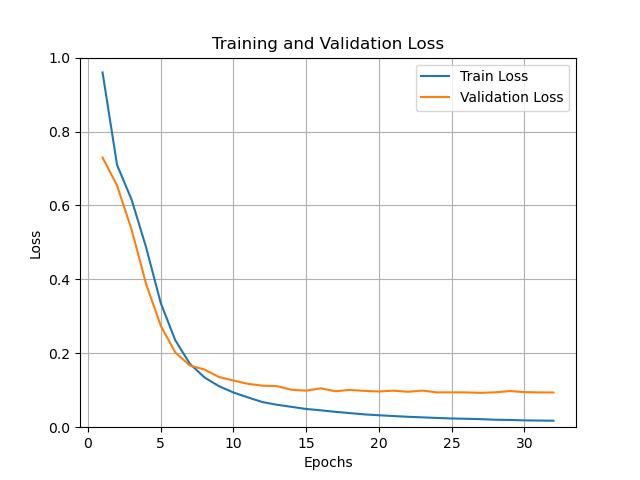 Training and Validation Loss
Train Loss
Validation Loss
1.0
0.8
0.6
0.4
0.2
0.0
Loss
0 5 10 15 20 25 30
Epochs